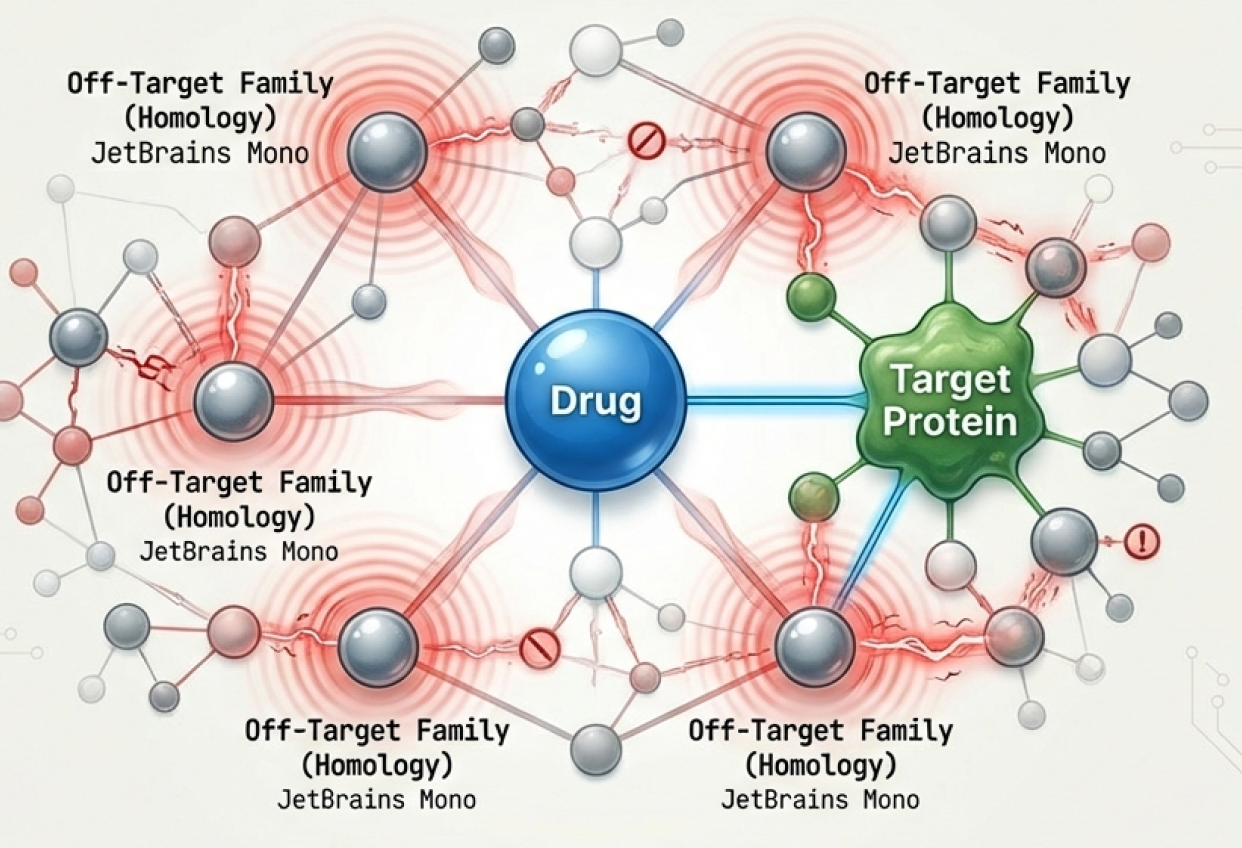 Off-Target Family
(Homology)
JetBrains Mono
Off-Target Family
(Homology)
JetBrains Mono
Drug
Target
Protein
Off-Target Family
(Homology)
JetBrains Mono
!
Off-Target Family
(Homology)
JetBrains Mono
Off-Target Family
(Homology)
JetBrains Mono